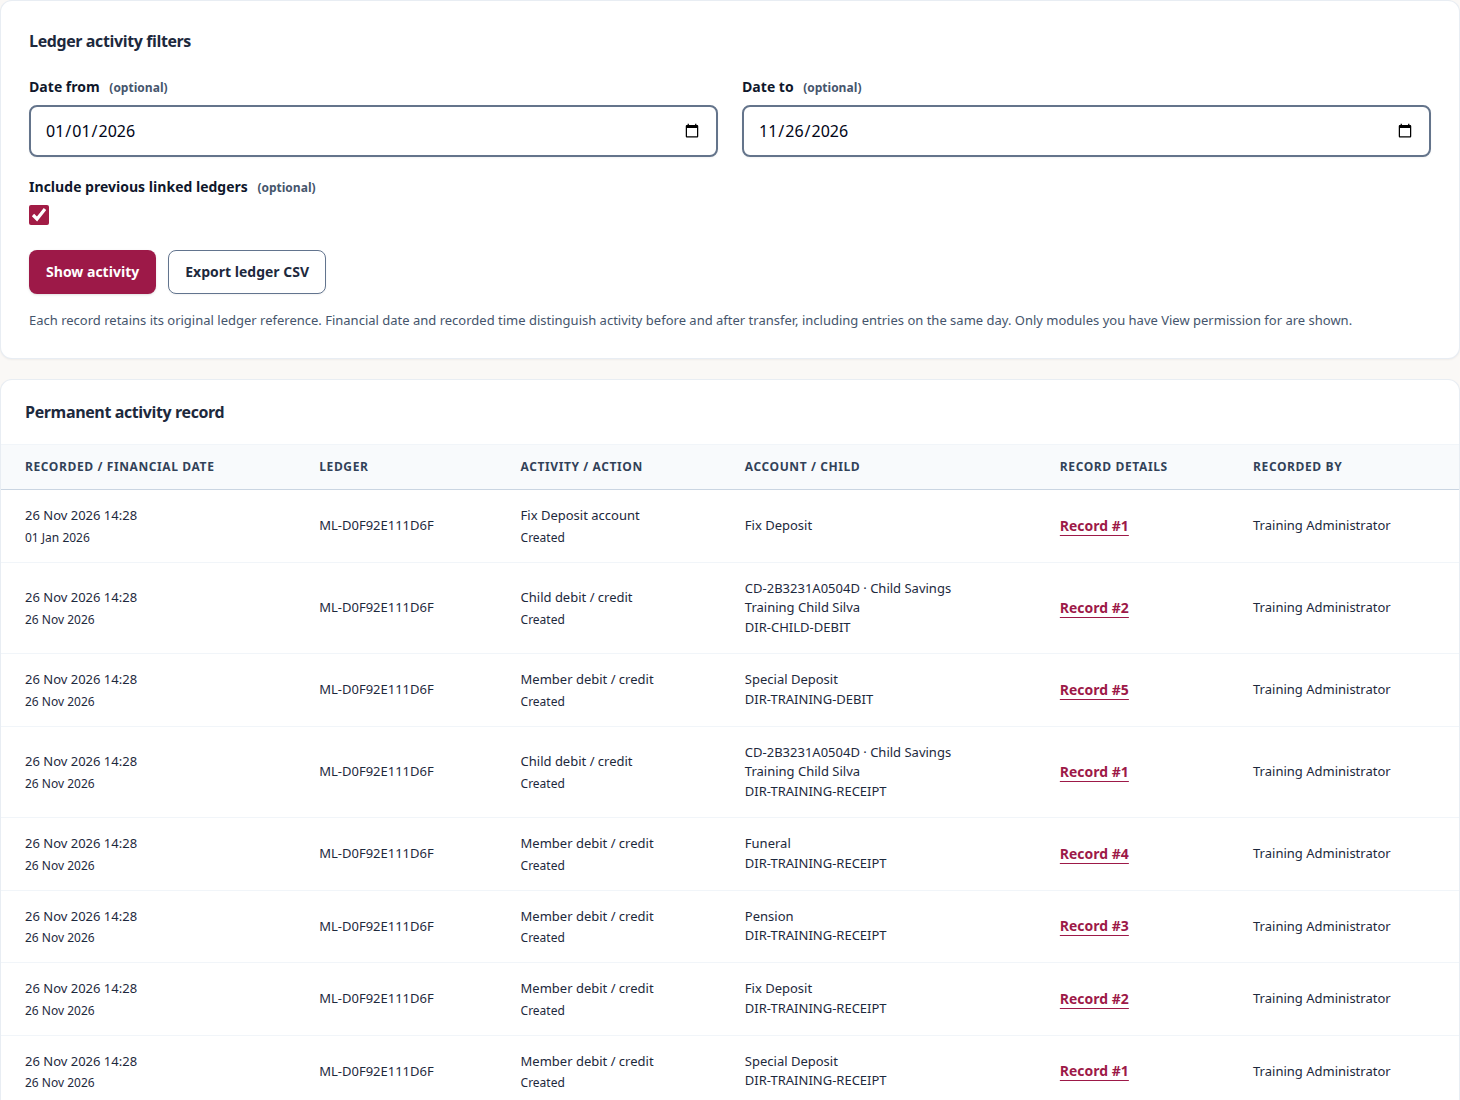 Ledger activity filters
Date from (optional)
Date to (optional)
01/01/2026
11/26/2026
Include previous linked ledgers (optional)
Show activity
Export ledger CSV
Each record retains its original ledger reference. Financial date and recorded time distinguish activity before and after transfer, including entries on the same day. Only modules you have View permission for are shown.
Permanent activity record
RECORDED / FINANCIAL DATE LEDGER ACTIVITY / ACTION ACCOUNT / CHILD RECORD DETAILS RECORDED BY
26 Nov 2026 14:28
01 Jan 2026
ML-D0F92E111D6F
Fix Deposit account
Created
Fix Deposit
Record #1
Training Administrator
26 Nov 2026 14:28
26 Nov 2026
ML-D0F92E111D6F
Child debit / credit
Created
CD-2B3231A0504D · Child Savings
Training Child Silva
DIR-CHILD-DEBIT
Record #2
Training Administrator
26 Nov 2026 14:28
26 Nov 2026
ML-D0F92E111D6F
Member debit / credit
Created
Special Deposit
DIR-TRAINING-DEBIT
Record #5
Training Administrator
26 Nov 2026 14:28
26 Nov 2026
ML-D0F92E111D6F
Child debit / credit
Created
CD-2B3231A0504D · Child Savings
Training Child Silva
DIR-TRAINING-RECEIPT
Record #1
Training Administrator
26 Nov 2026 14:28
26 Nov 2026
ML-D0F92E111D6F
Member debit / credit
Created
Funeral
DIR-TRAINING-RECEIPT
Record #4
Training Administrator
26 Nov 2026 14:28
26 Nov 2026
ML-D0F92E111D6F
Member debit / credit
Created
Pension
DIR-TRAINING-RECEIPT
Record #3
Training Administrator
26 Nov 2026 14:28
26 Nov 2026
ML-D0F92E111D6F
Member debit / credit
Created
Fix Deposit
DIR-TRAINING-RECEIPT
Record #2
Training Administrator
26 Nov 2026 14:28
26 Nov 2026
ML-D0F92E111D6F
Member debit / credit
Created
Special Deposit
DIR-TRAINING-RECEIPT
Record #1
Training Administrator